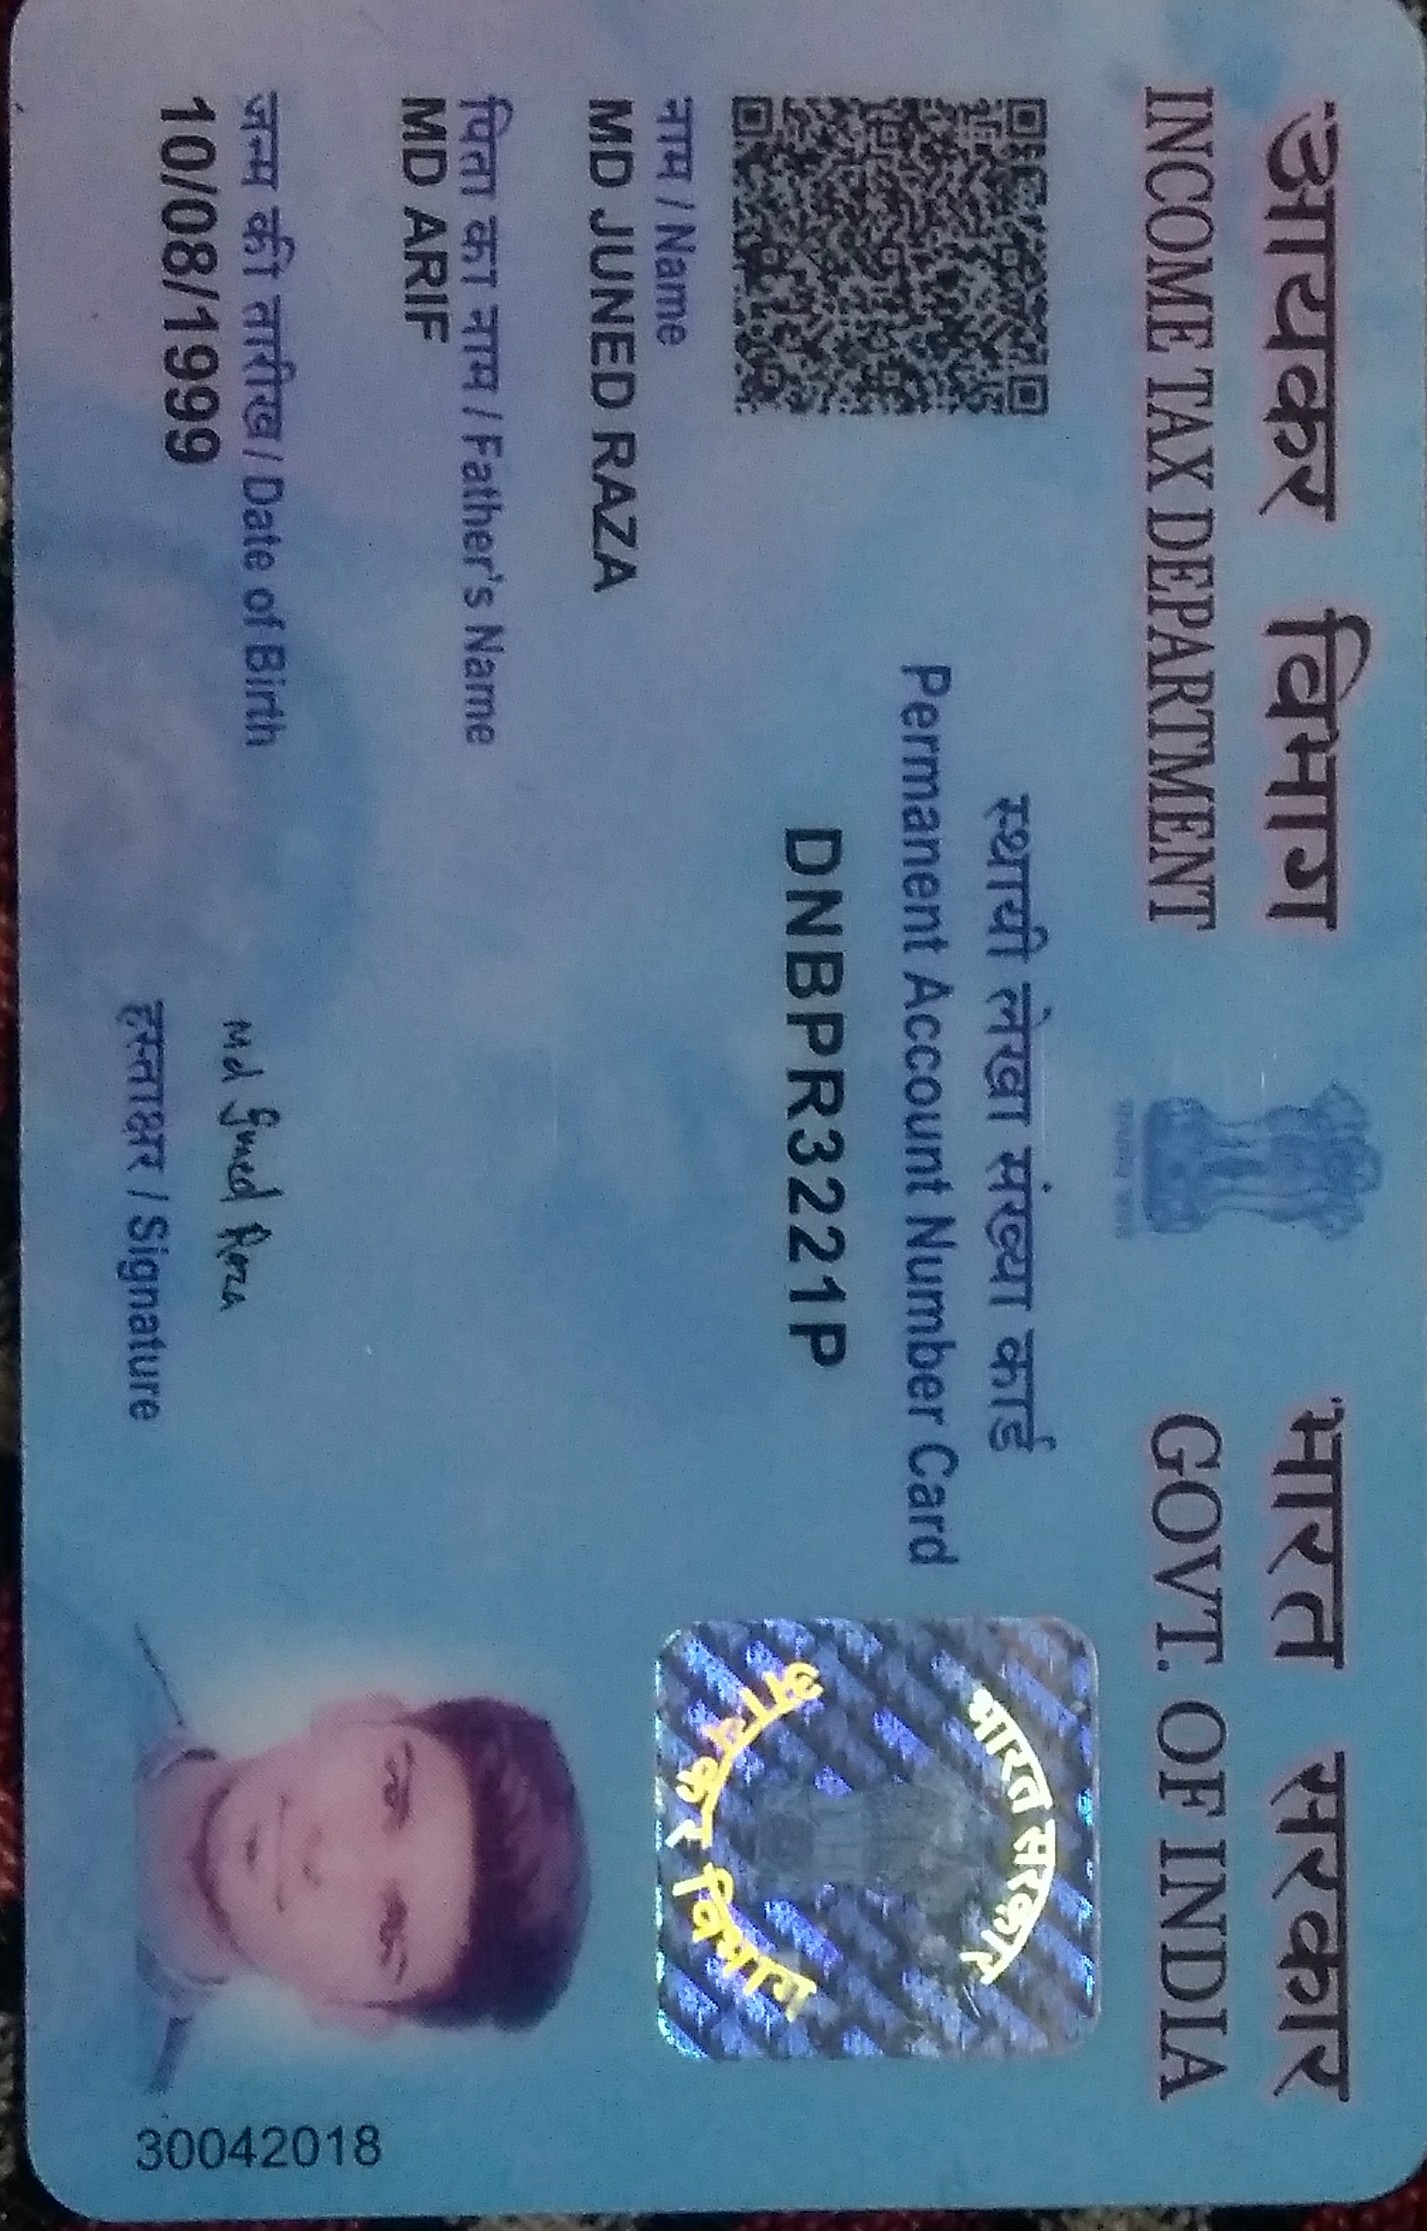 आयकर विभाग
INCOME TAX DEPARTMENT
भारत सरकार
GOVT. OF INDIA
सत्यमेव जयते
स्थायी लेखा संख्या कार्ड
Permanent Account Number Card
DNBPR3221P
भारत सरकार
आयकर विभाग
नाम / Name
MD JUNED RAZA
पिता का नाम / Father's Name
MD ARIF
जन्म की तारीख / Date of Birth
10/08/1999
Md Juned Raza
हस्ताक्षर / Signature
30042018